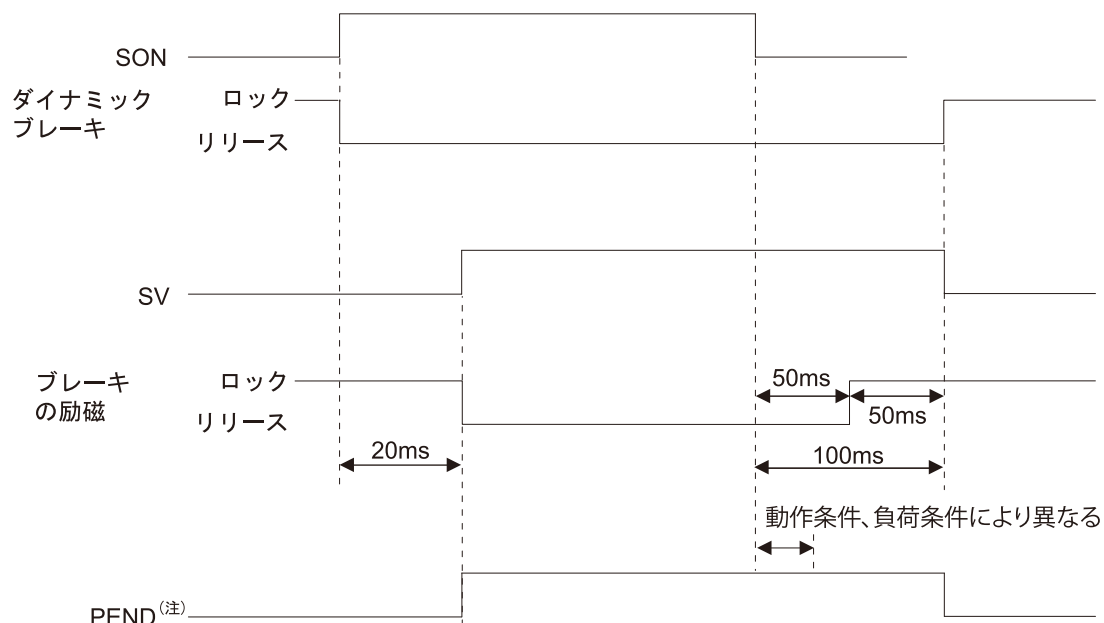 SON
ダイナミック
ブレーキ
ロック
リリース
SV
ブレーキ
の励磁
ロック
リリース
50ms
50ms
20ms
100ms
動作条件、負荷条件により異なる
PEND(注)